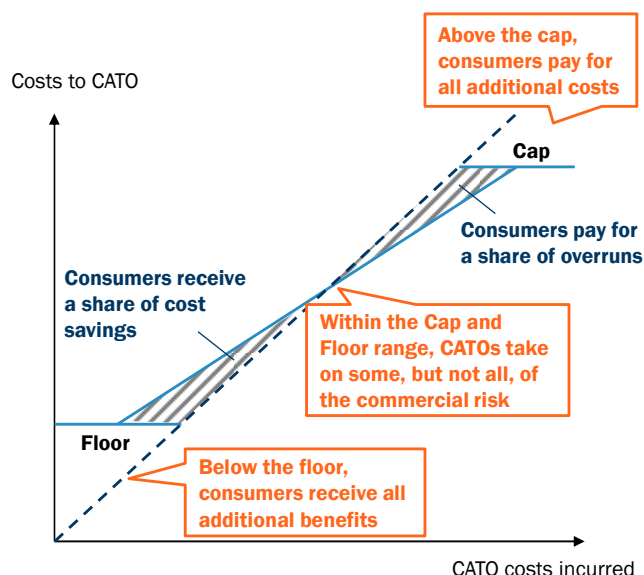 Above the cap,
consumers pay for
all additional costs
Costs to CATO
Cap
Consumers pay for
a share of overruns
Consumers receive
a share of cost
savings
Within the Cap and
Floor range, CATOs take
on some, but not all, of
the commercial risk
Floor
Below the floor,
consumers receive all
additional benefits
CATO costs incurred